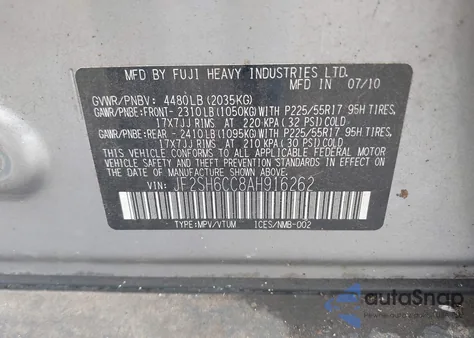 MFD BY FUJI HEAVY INDUSTRIES LTD.
MADE IN 07/10
GVWR/PNBV: 4480LB(2035KG)
GAWR/PNBE:FRONT- 2310LB(1050KG)WITH P225/55R17 95H TIRES,
17X7JJ RIMS AT 220 KPA(32 PSI)COLD
GAWR/PNBE:REAR - 2410LB(1095KG)WITH P225/55R17 95H TIRES,
17X7JJ RIMS AT 210 KPA(30 PSI)COLD
THIS VEHICLE CONFORMS TO ALL APPLICABLE FEDERAL MOTOR
VEHICLE SAFETY AND THEFT PREVENTION STANDARDS IN EFFECT
ON THE DATE OF MANUFACTURE SHOWN ABOVE.
VIN: JF2SH6CC8AH916262
TYPE:MPV/VTUM ICES/NMB-002
autoSnap